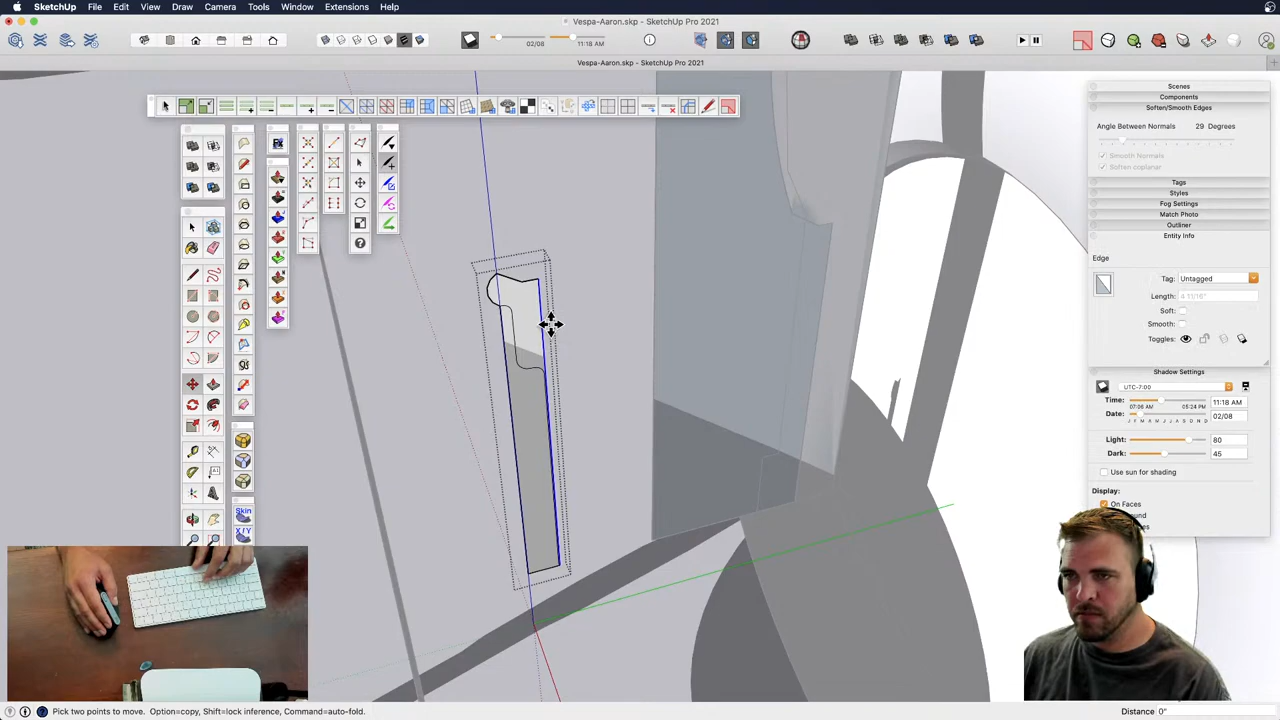 SketchUp File Edit View Draw Camera Tools Window Extensions Help
Vespa-Aaron.skp - SketchUp Pro 2021
02/08 11:18 AM
Vespa-Aaron.skp - SketchUp Pro 2021
Scenes
Components
Soften/Smooth Edges
Angle Between Normals 29 Degrees
Smooth Normals
Soften coplanar
Tags
Styles
Fog Settings
Match Photo
Outliner
Entity Info
Edge
Tag: Untagged
Length: 4 11/16"
Soft:
Smooth:
Toggles:
Shadow Settings
UTC-7:00
Time: 11:18 AM
07:06 AM 05:24 PM
Date: 02/08
J F M A M J J A S O N D
Light: 80
Dark: 45
Use sun for shading
Display:
On Faces
Skin
X / Y
Pick two points to move. Option=copy, Shift=lock inference, Command=auto-fold.
Distance 0"